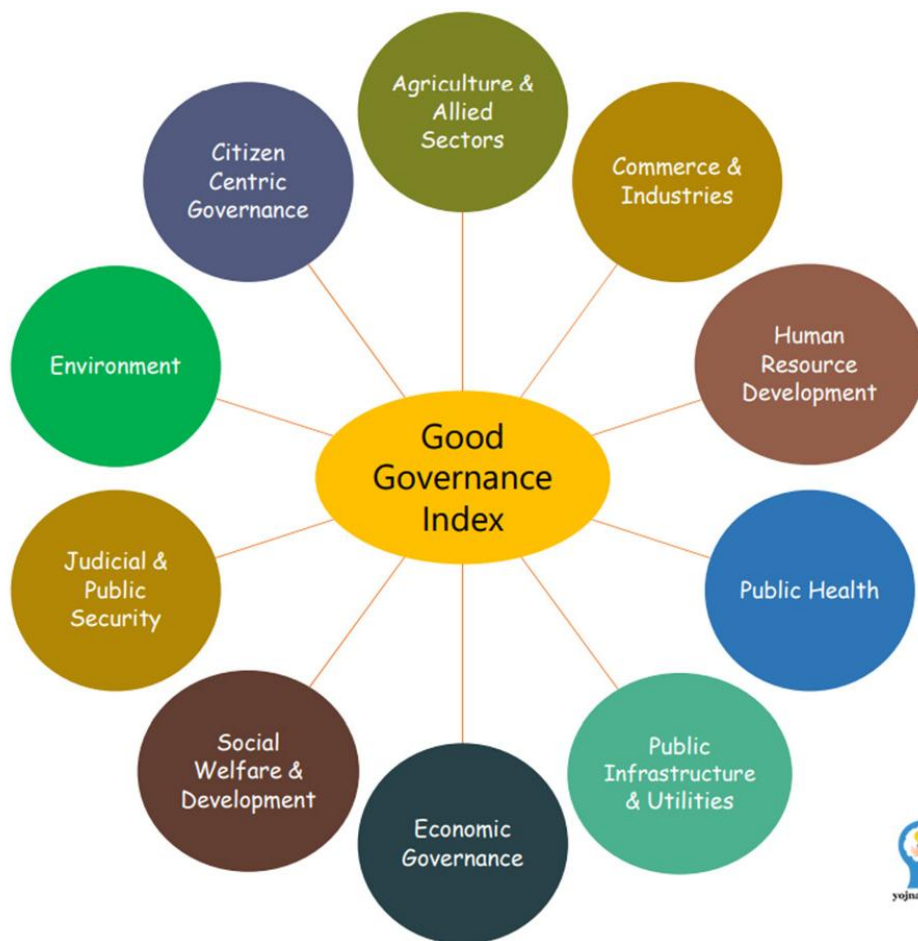 Agriculture &
Allied
Sectors
Commerce &
Industries
Human
Resource
Development
Public Health
Public
Infrastructure
& Utilities
Economic
Governance
Social
Welfare &
Development
Judicial &
Public
Security
Environment
Citizen
Centric
Governance
Good
Governance
Index